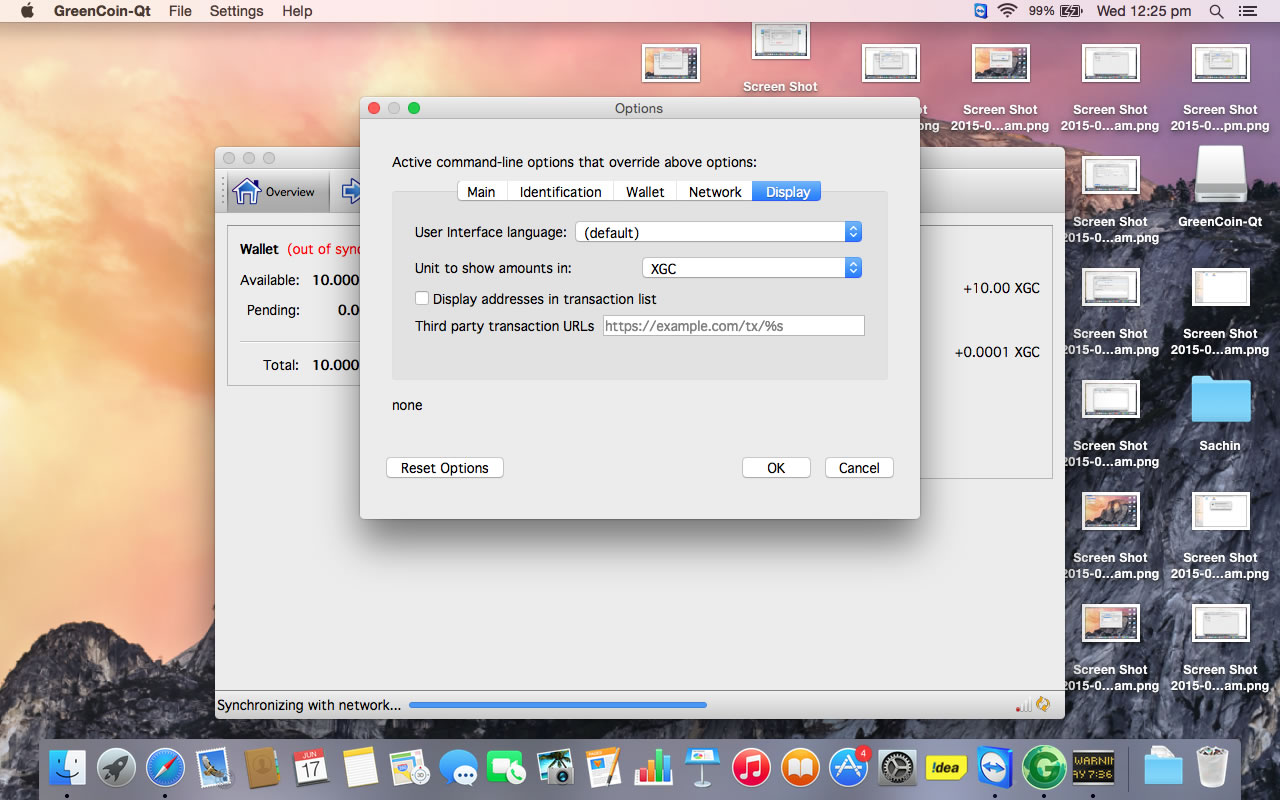 GreenCoin-Qt File Settings Help 99% Wed 12:25 pm
Screen Shot
Screen Shot
2015-0...am.png
Screen Shot
2015-0...am.png
Screen Shot
2015-0...pm.png
Options
Active command-line options that override above options:
Main Identification Wallet Network Display
User Interface language: (default)
Unit to show amounts in: XGC
Display addresses in transaction list
Third party transaction URLs https://example.com/tx/%s
none
Reset Options OK Cancel
Overview
Wallet (out of sync
Available: 10.000
Pending: 0.0
Total: 10.000
+10.00 XGC
+0.0001 XGC
Synchronizing with network...
Screen Shot
2015-0...am.png
GreenCoin-Qt
Screen Shot
2015-0...am.png
Screen Shot
2015-0...am.png
Screen Shot
2015-0...am.png
Sachin
Screen Shot
2015-0...am.png
Screen Shot
2015-0...am.png
Screen Shot
2015-0...am.png
Screen Shot
2015-0...am.png
JUN
17
4
!dea
WARNIN
AY 7:36